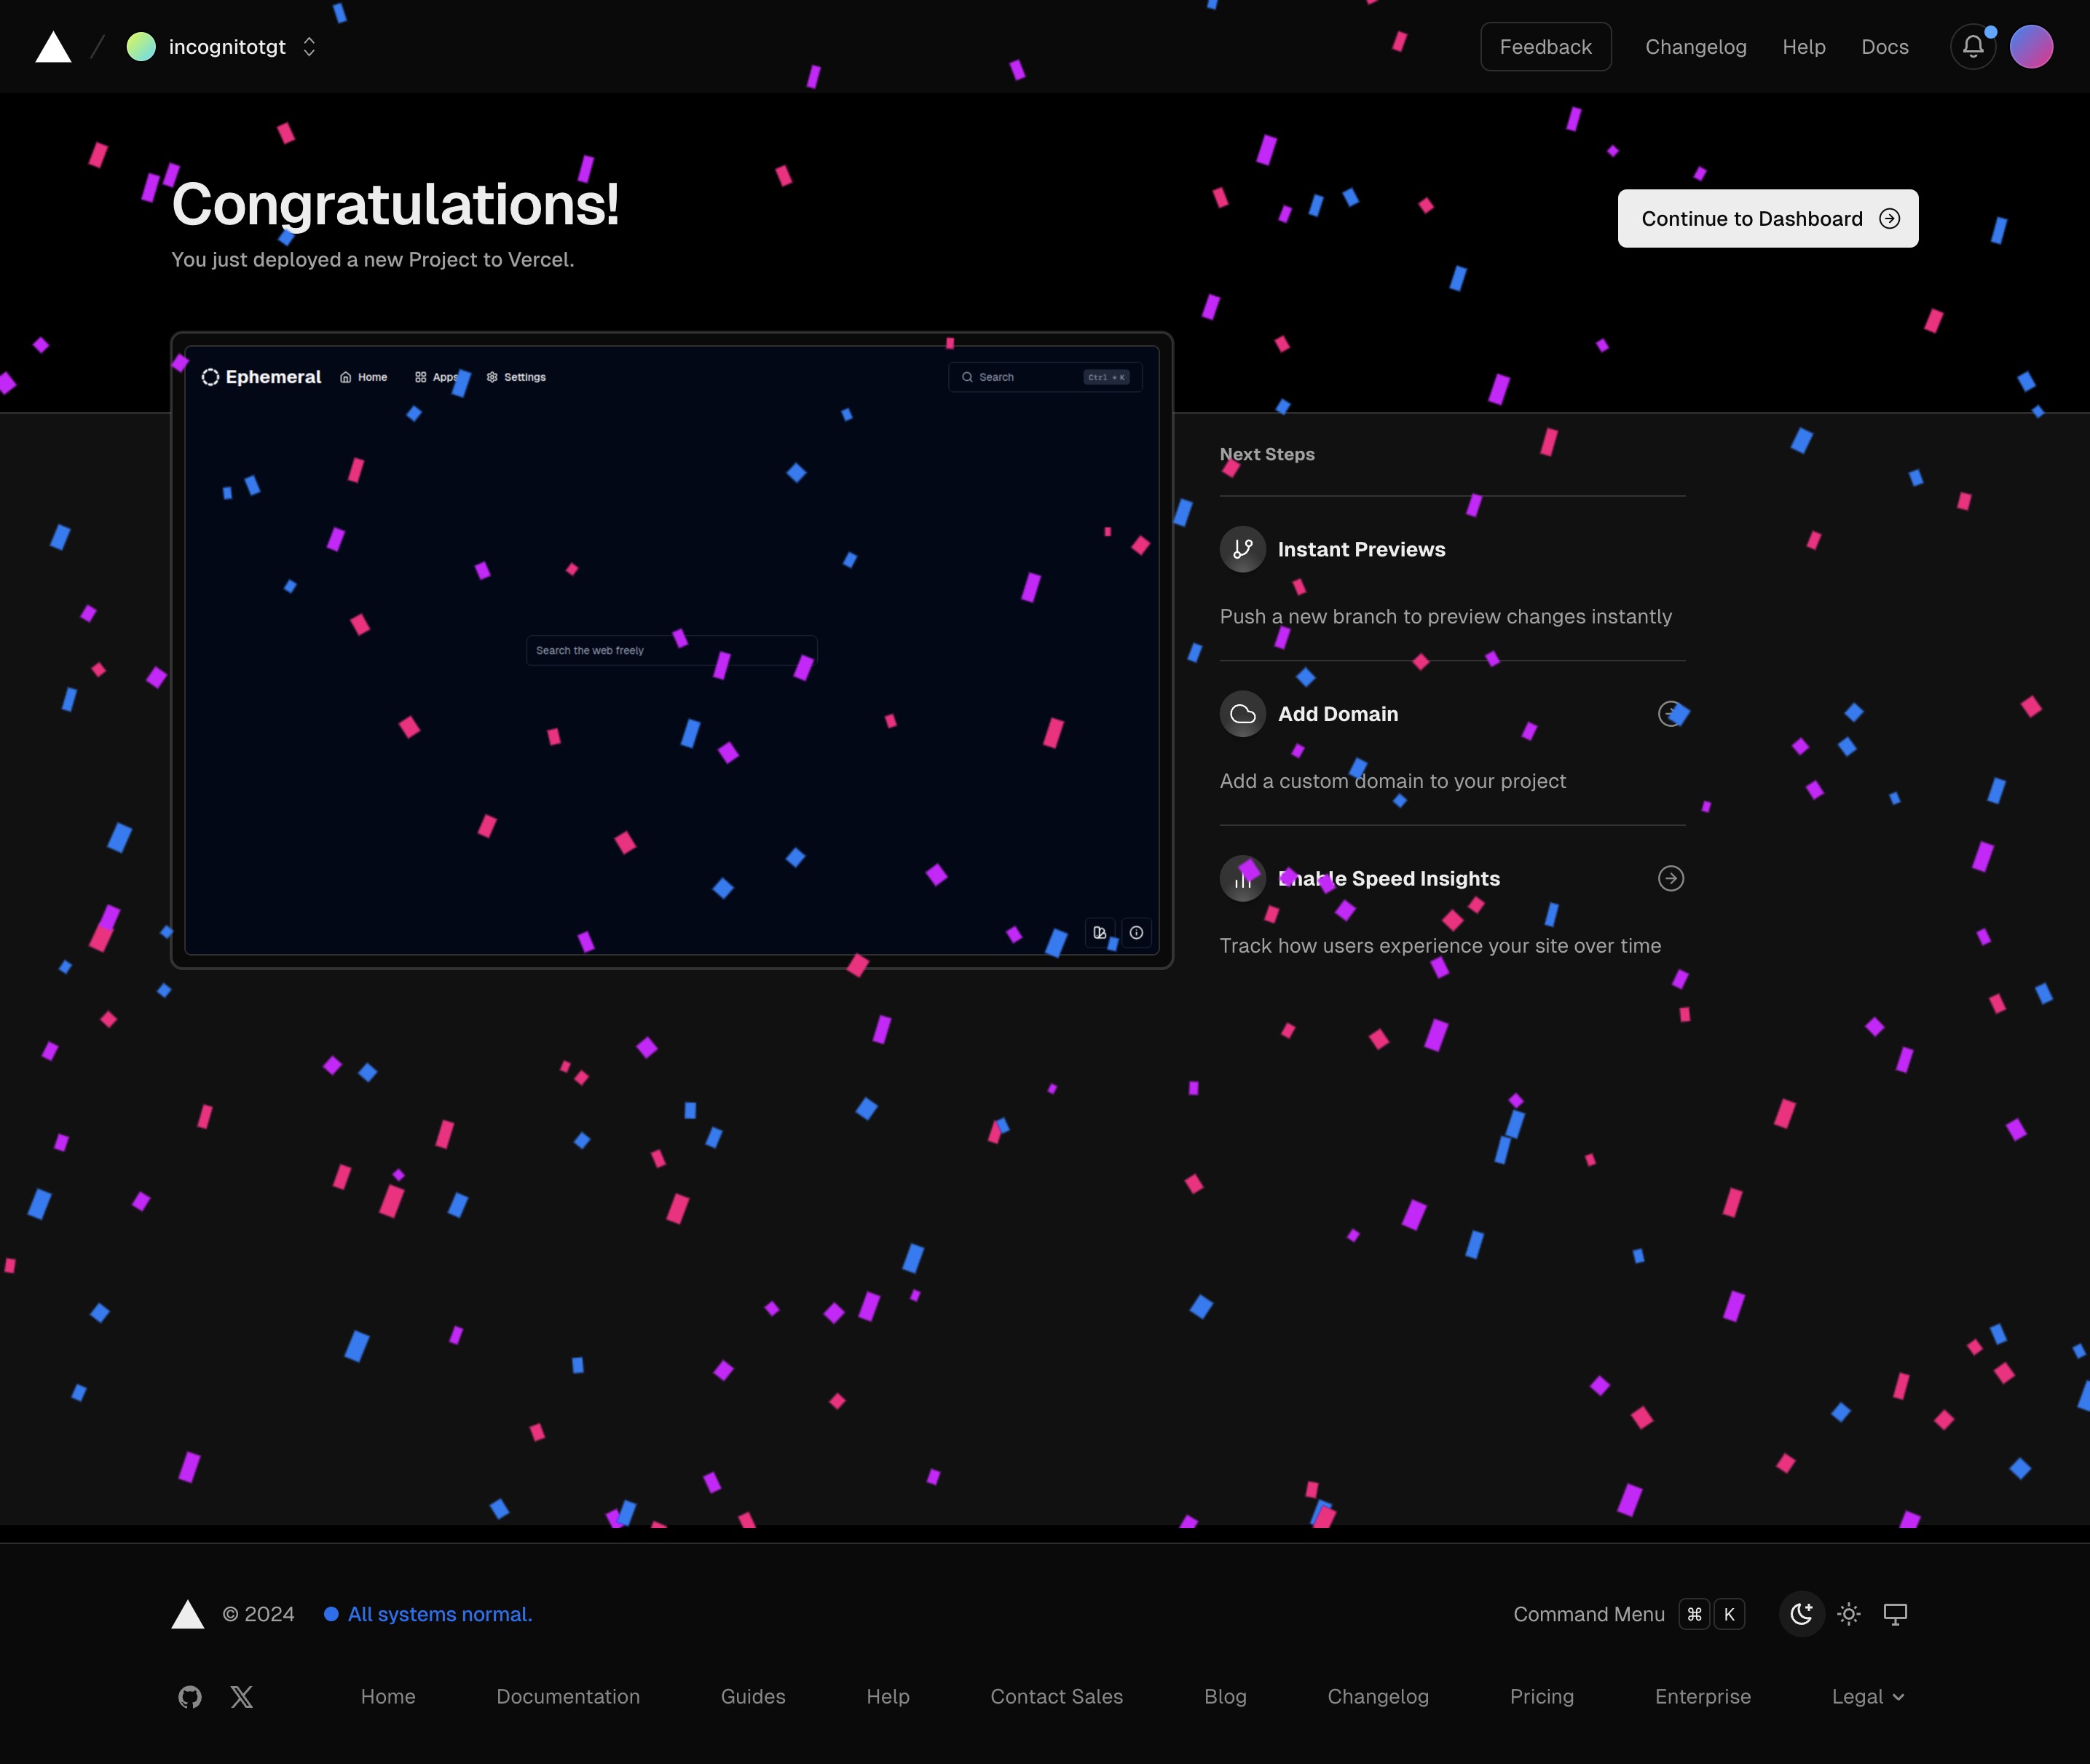 incognitotgt
Feedback
Changelog
Help
Docs
Congratulations!
You just deployed a new Project to Vercel.
Continue to Dashboard
Ephemeral
Home
Apps
Settings
Search
Ctrl + K
Search the web freely
Next Steps
Instant Previews
Push a new branch to preview changes instantly
Add Domain
Add a custom domain to your project
Enable Speed Insights
Track how users experience your site over time
© 2024
All systems normal.
Command Menu
⌘ K
Home
Documentation
Guides
Help
Contact Sales
Blog
Changelog
Pricing
Enterprise
Legal